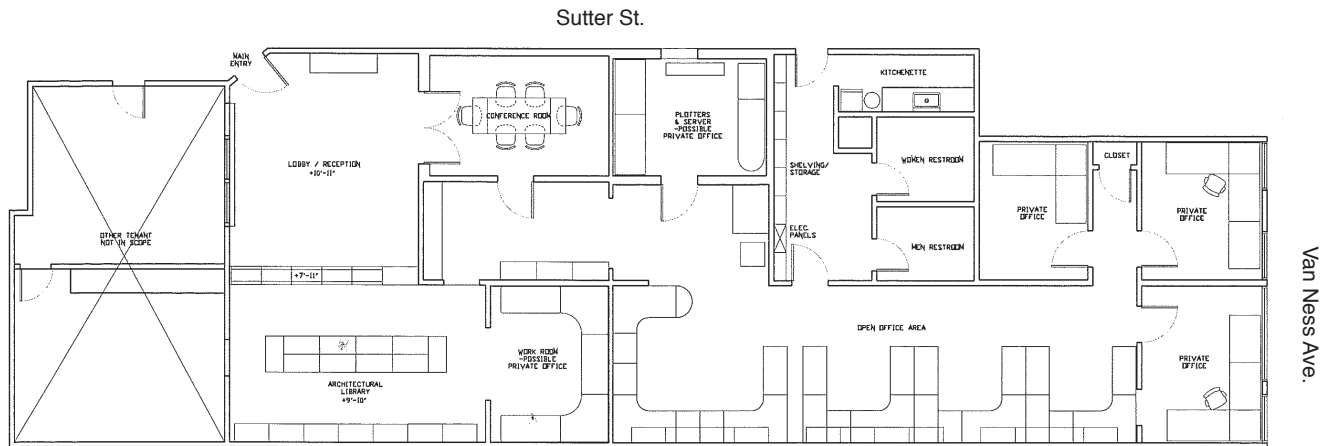 Sutter St.
MAIN
ENTRY
KITCHENETTE
CONFERENCE ROOM
PLOTTERS
& SERVER
-POSSIBLE
PRIVATE OFFICE
LOBBY / RECEPTION
+10'-11"
SHELVING/
STORAGE
WOMEN RESTROOM
CLOSET
PRIVATE
OFFICE
PRIVATE
OFFICE
OTHER TENANT
NOT IN SCOPE
ELEC.
PANELS
MEN RESTROOM
+7'-11"
Van Ness Ave.
OPEN OFFICE AREA
WORK ROOM
-POSSIBLE
PRIVATE OFFICE
PRIVATE
OFFICE
ARCHITECTURAL
LIBRARY
+9'-10"